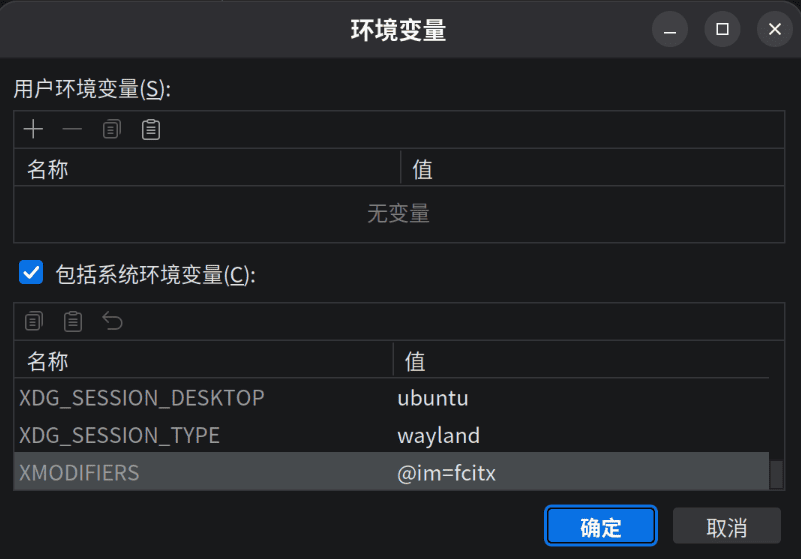 环境变量
用户环境变量(S):
名称 值
无变量
包括系统环境变量(C):
名称 值
XDG_SESSION_DESKTOP ubuntu
XDG_SESSION_TYPE wayland
XMODIFIERS @im=fcitx
确定 取消